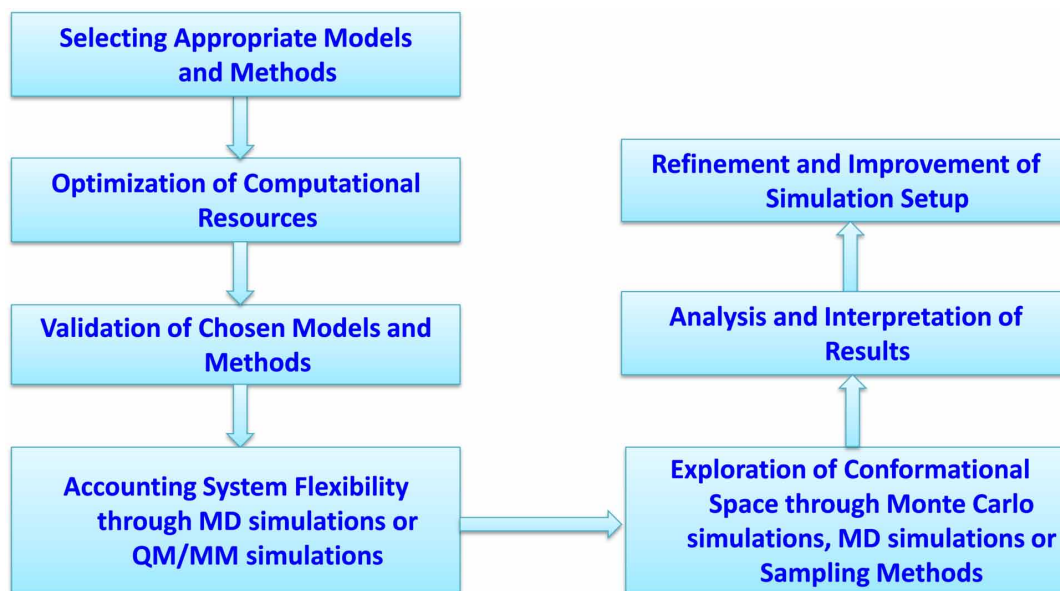 Selecting Appropriate Models
and Methods
Optimization of Computational
Resources
Validation of Chosen Models and
Methods
Accounting System Flexibility
through MD simulations or
QM/MM simulations
Exploration of Conformational
Space through Monte Carlo
simulations, MD simulations or
Sampling Methods
Analysis and Interpretation of
Results
Refinement and Improvement of
Simulation Setup